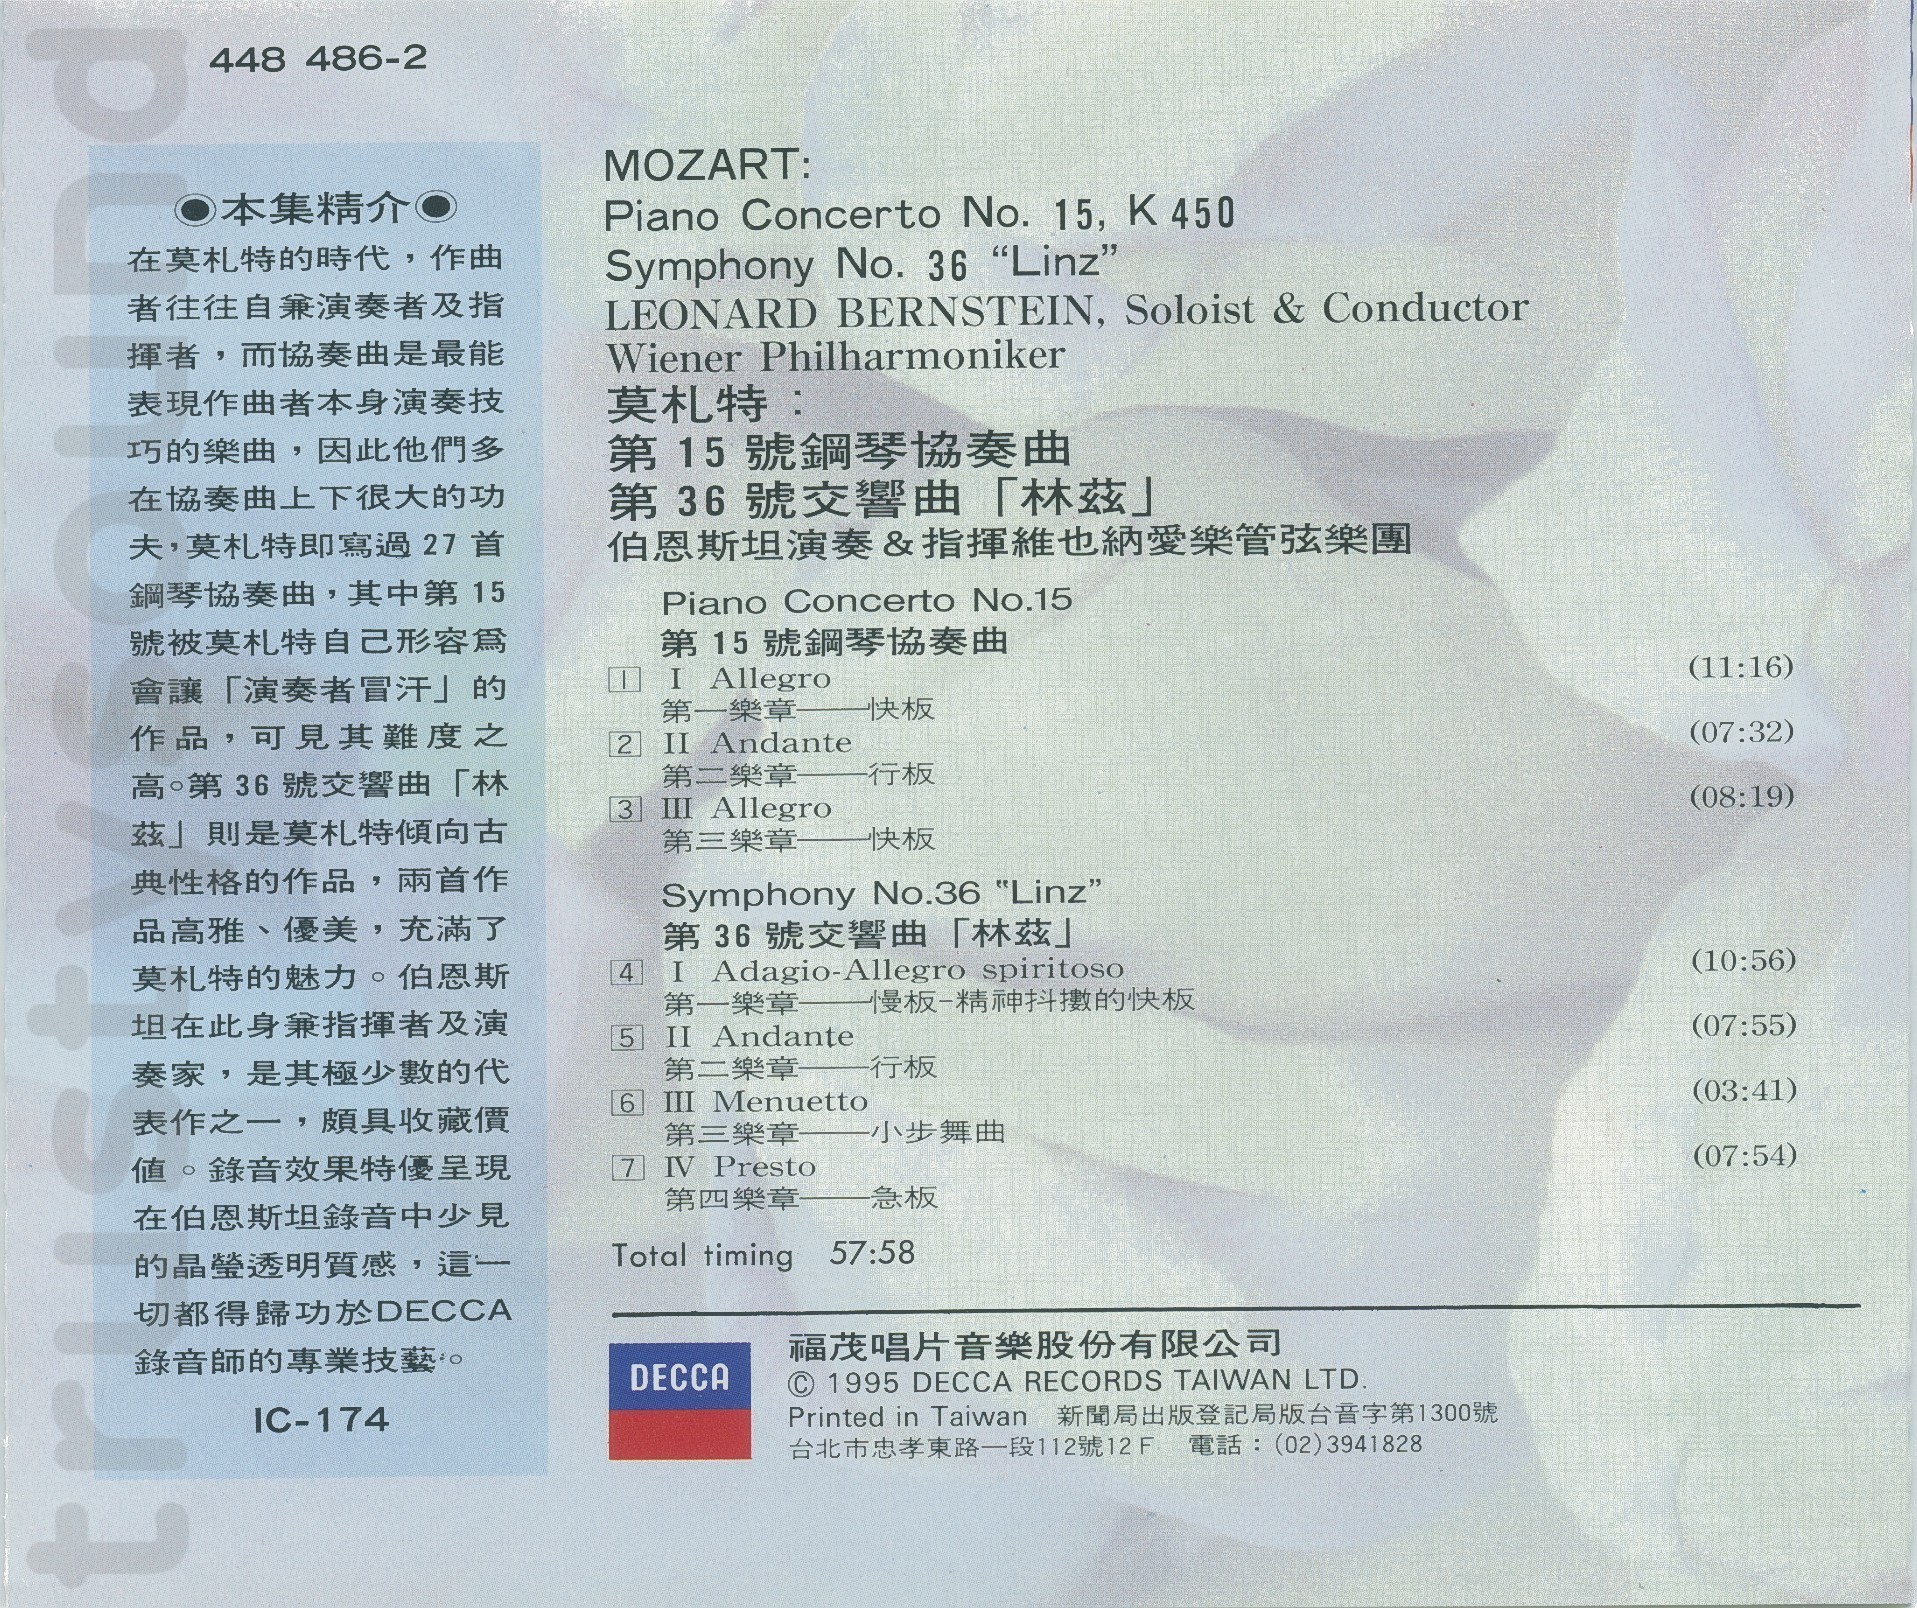 448 486-2
trustysound
◉本集精介◉
在莫札特的時代，作曲
者往往自兼演奏者及指
揮者，而協奏曲是最能
表現作曲者本身演奏技
巧的樂曲，因此他們多
在協奏曲上下很大的功
夫，莫札特即寫過 27 首
鋼琴協奏曲，其中第 15
號被莫札特自己形容爲
會讓「演奏者冒汗」的
作品，可見其難度之
高。第 36 號交響曲「林
茲」則是莫札特傾向古
典性格的作品，兩首作
品高雅、優美，充滿了
莫札特的魅力。伯恩斯
坦在此身兼指揮者及演
奏家，是其極少數的代
表作之一，頗具收藏價
值。錄音效果特優呈現
在伯恩斯坦錄音中少見
的晶瑩透明質感，這一
切都得歸功於DECCA
錄音師的專業技藝。
IC-174
MOZART:
Piano Concerto No. 15, K 450
Symphony No. 36 “Linz”
LEONARD BERNSTEIN, Soloist & Conductor
Wiener Philharmoniker
莫札特：
第 15 號鋼琴協奏曲
第 36 號交響曲「林茲」
伯恩斯坦演奏＆指揮維也納愛樂管弦樂團
Piano Concerto No.15
第 15 號鋼琴協奏曲
1 I Allegro (11:16)
第一樂章——快板
2 II Andante (07:32)
第二樂章——行板
3 III Allegro (08:19)
第三樂章——快板
Symphony No.36 “Linz”
第 36 號交響曲「林茲」
4 I Adagio-Allegro spiritoso (10:56)
第一樂章——慢板-精神抖擻的快板
5 II Andante (07:55)
第二樂章——行板
6 III Menuetto (03:41)
第三樂章——小步舞曲
7 IV Presto (07:54)
第四樂章——急板
Total timing 57:58
DECCA
福茂唱片音樂股份有限公司
© 1995 DECCA RECORDS TAIWAN LTD.
Printed in Taiwan 新聞局出版登記局版台音字第1300號
台北市忠孝東路一段112號12F 電話：(02)3941828